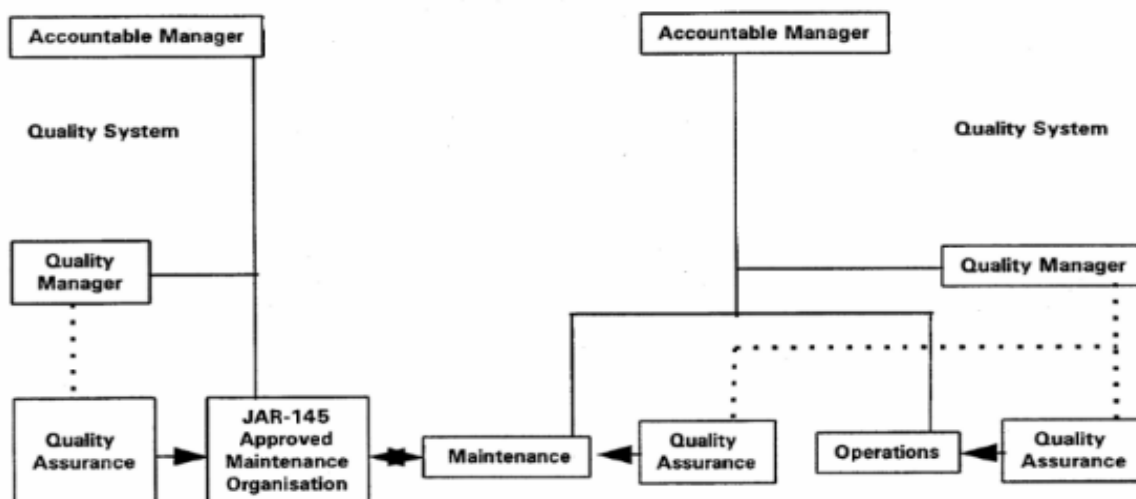 Accountable Manager
Accountable Manager
Quality System
Quality System
Quality
Manager
Quality Manager
Quality
Assurance
JAR-145
Approved
Maintenance
Organisation
Maintenance
Quality
Assurance
Operations
Quality
Assurance